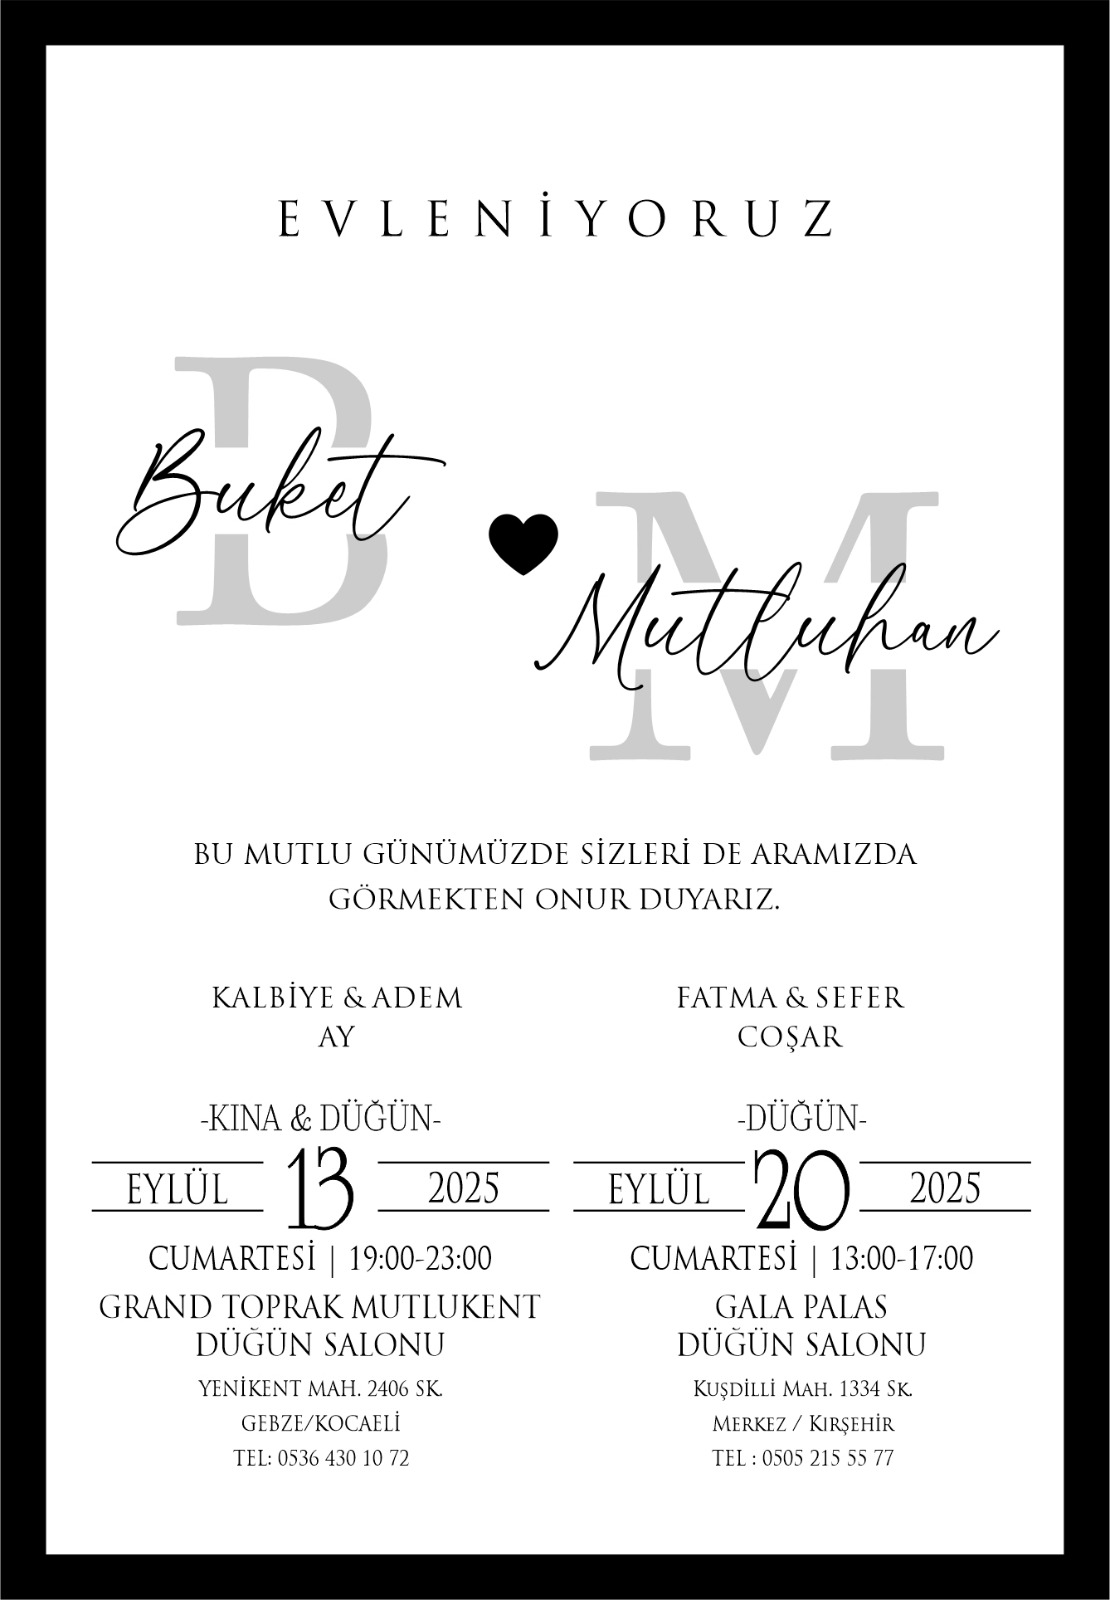 EVLENİYORUZ
B
Buket
M
Mutluhan
BU MUTLU GÜNÜMÜZDE SİZLERİ DE ARAMIZDA
GÖRMEKTEN ONUR DUYARIZ.
KALBİYE & ADEM
AY
-KINA & DÜĞÜN-
EYLÜL 13 2025
CUMARTESİ | 19:00-23:00
GRAND TOPRAK MUTLUKENT
DÜĞÜN SALONU
YENİKENT MAH. 2406 SK.
GEBZE/KOCAELİ
TEL: 0536 430 10 72
FATMA & SEFER
COŞAR
-DÜĞÜN-
EYLÜL 20 2025
CUMARTESİ | 13:00-17:00
GALA PALAS
DÜĞÜN SALONU
KUŞDİLLİ MAH. 1334 SK.
MERKEZ / KIRŞEHİR
TEL : 0505 215 55 77